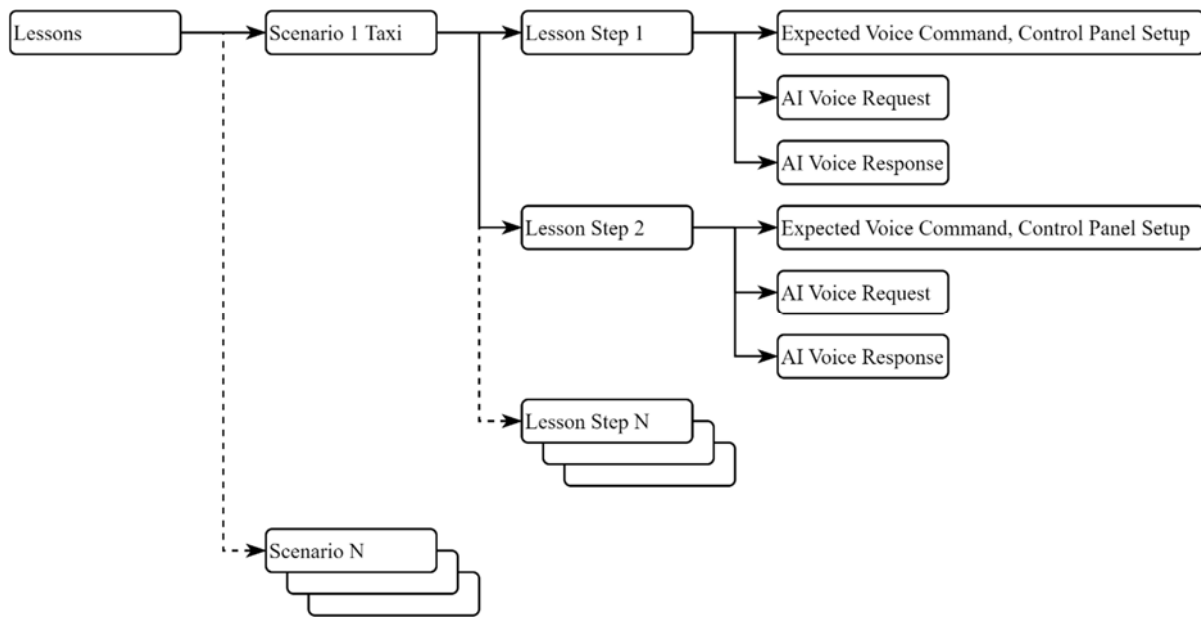 Lessons
Scenario 1 Taxi
Lesson Step 1
Expected Voice Command, Control Panel Setup
AI Voice Request
AI Voice Response
Lesson Step 2
Expected Voice Command, Control Panel Setup
AI Voice Request
AI Voice Response
Lesson Step N
Scenario N